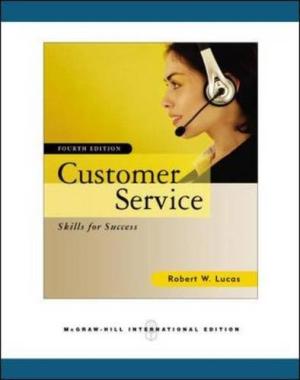 FOURTH EDITION
Customer
Service
Skills for Success
Robert W. Lucas
McGRAW-HILL INTERNATIONAL EDITION